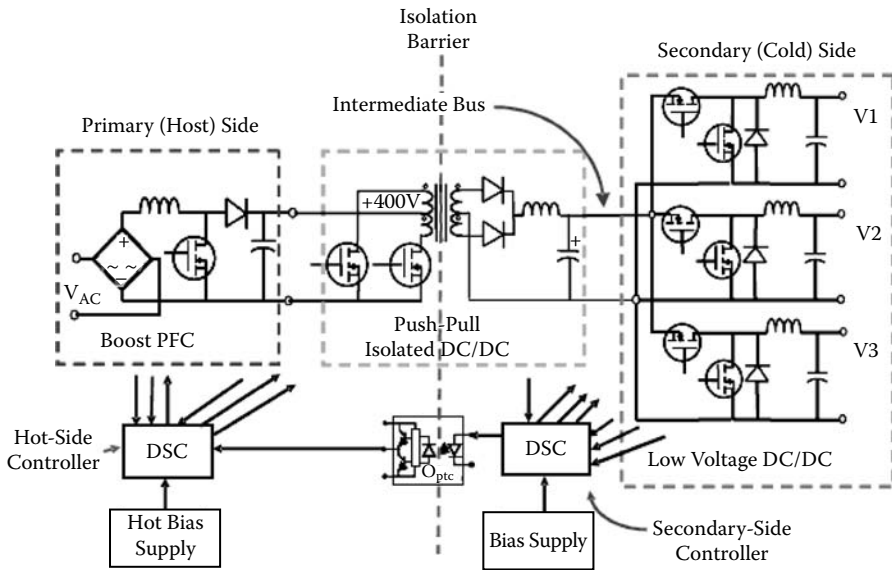 Isolation
Barrier
Secondary (Cold) Side
Intermediate Bus
Primary (Host) Side
V1
+400V
+
V2
+
~ ~
−
VAC
Boost PFC
Push-Pull
Isolated DC/DC
V3
Hot-Side
Controller
DSC
Optc
DSC
Low Voltage DC/DC
Hot Bias
Supply
Bias Supply
Secondary-Side
Controller